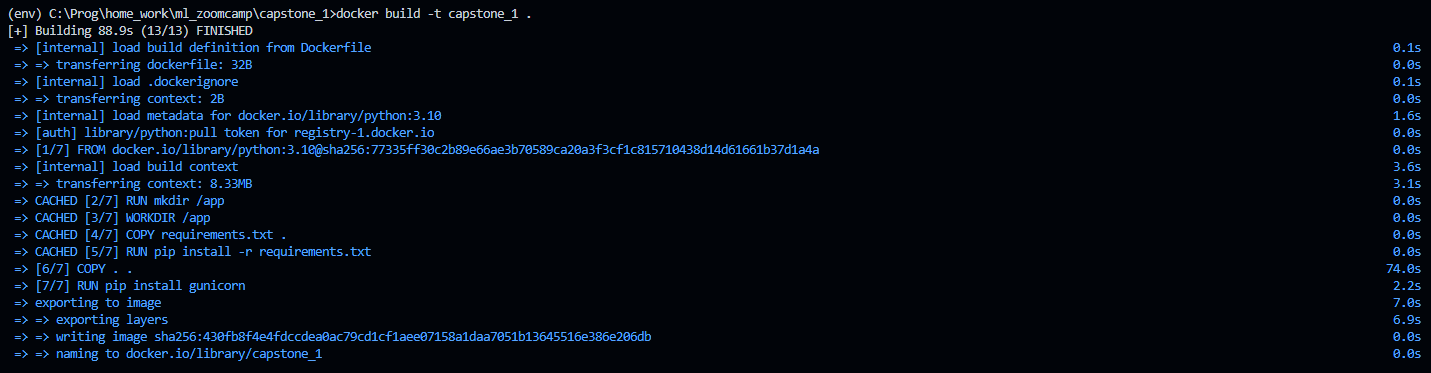 (env) C:\Prog\home_work\ml_zoomcamp\capstone_1>docker build -t capstone_1 .
[+] Building 88.9s (13/13) FINISHED
=> [internal] load build definition from Dockerfile 0.1s
=> => transferring dockerfile: 32B 0.0s
=> [internal] load .dockerignore 0.1s
=> => transferring context: 2B 0.0s
=> [internal] load metadata for docker.io/library/python:3.10 1.6s
=> [auth] library/python:pull token for registry-1.docker.io 0.0s
=> [1/7] FROM docker.io/library/python:3.10@sha256:77335ff30c2b89e66ae3b70589ca20a3f3cf1c815710438d14d61661b37d1a4a 0.0s
=> [internal] load build context 3.6s
=> => transferring context: 8.33MB 3.1s
=> CACHED [2/7] RUN mkdir /app 0.0s
=> CACHED [3/7] WORKDIR /app 0.0s
=> CACHED [4/7] COPY requirements.txt . 0.0s
=> CACHED [5/7] RUN pip install -r requirements.txt 0.0s
=> [6/7] COPY . . 74.0s
=> [7/7] RUN pip install gunicorn 2.2s
=> exporting to image 7.0s
=> => exporting layers 6.9s
=> => writing image sha256:430fb8f4e4fdccdea0ac79cd1cf1aee07158a1daa7051b13645516e386e206db 0.0s
=> => naming to docker.io/library/capstone_1 0.0s